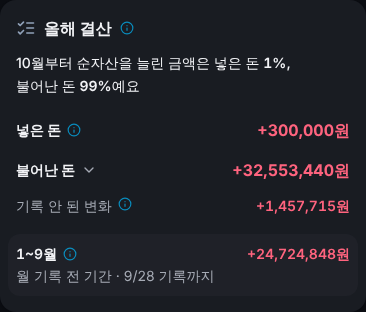 올해 결산
10월부터 순자산을 늘린 금액은 넣은 돈 1%,
불어난 돈 99%예요
넣은 돈 +300,000원
불어난 돈 +32,553,440원
기록 안 된 변화 +1,457,715원
1~9월 +24,724,848원
월 기록 전 기간 · 9/28 기록까지